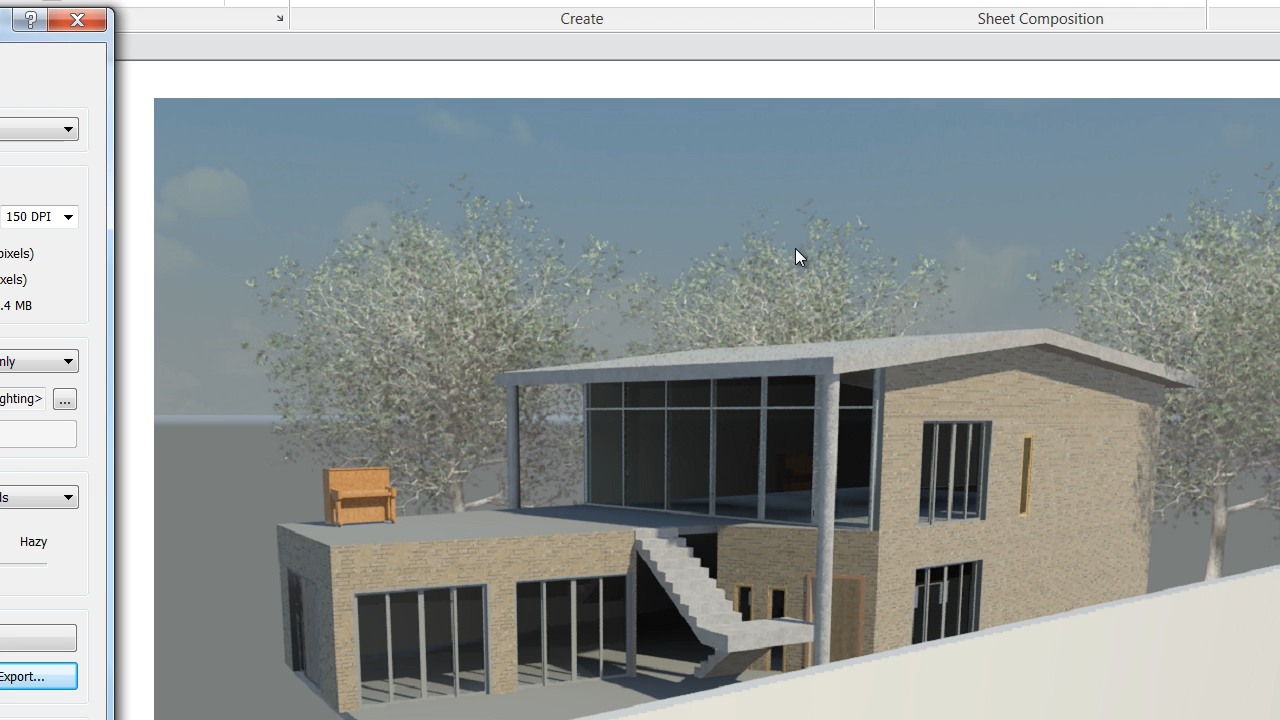 Create
Sheet Composition
150 DPI
pixels)
xels)
.4 MB
nly
ghting>
...
ls
Hazy
Export...